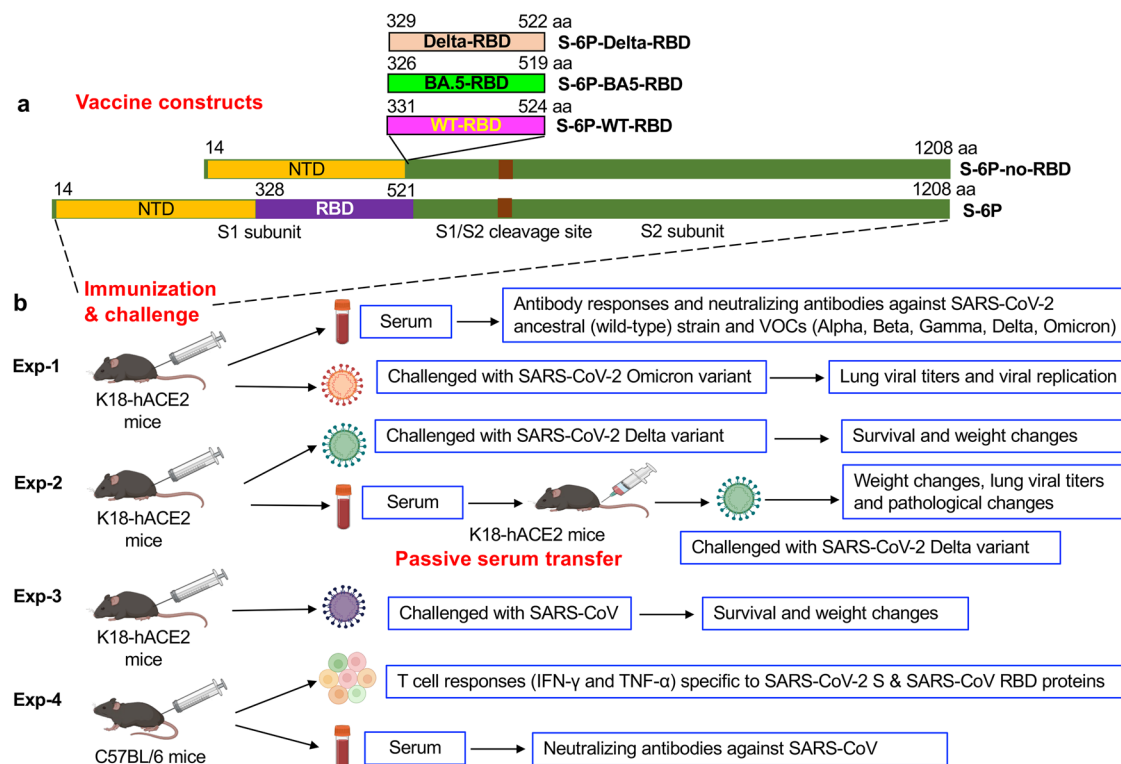 329 522 aa
Delta-RBD S-6P-Delta-RBD
326 519 aa
BA.5-RBD S-6P-BA5-RBD
a Vaccine constructs
331 524 aa
WT-RBD S-6P-WT-RBD
14 1208 aa
NTD S-6P-no-RBD
14 328 521 1208 aa
NTD RBD S-6P
S1 subunit S1/S2 cleavage site S2 subunit
b Immunization
& challenge
Exp-1
K18-hACE2
mice
Serum
Antibody responses and neutralizing antibodies against SARS-CoV-2
ancestral (wild-type) strain and VOCs (Alpha, Beta, Gamma, Delta, Omicron)
Challenged with SARS-CoV-2 Omicron variant
Lung viral titers and viral replication
Exp-2
K18-hACE2
mice
Challenged with SARS-CoV-2 Delta variant
Survival and weight changes
Serum
K18-hACE2 mice
Passive serum transfer
Challenged with SARS-CoV-2 Delta variant
Weight changes, lung viral titers
and pathological changes
Exp-3
K18-hACE2
mice
Challenged with SARS-CoV
Survival and weight changes
Exp-4
C57BL/6 mice
T cell responses (IFN-γ and TNF-α) specific to SARS-CoV-2 S & SARS-CoV RBD proteins
Serum
Neutralizing antibodies against SARS-CoV